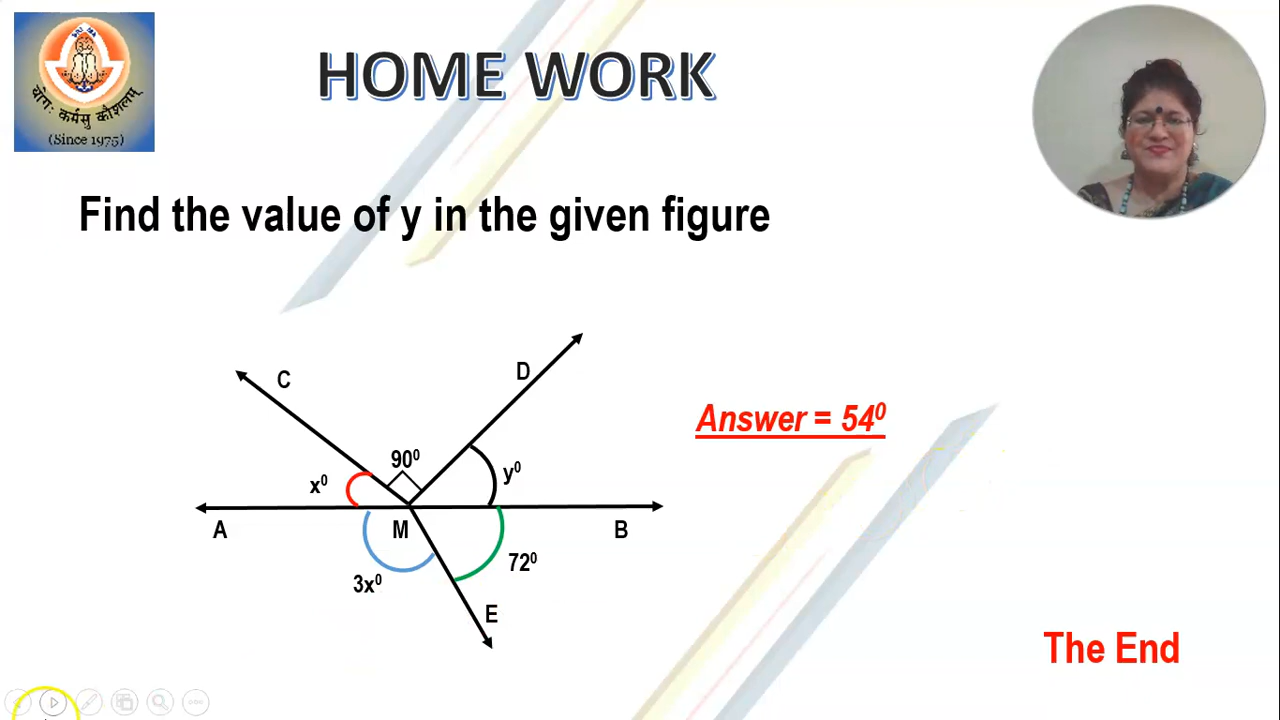 योगः कर्मसु कौशलम्
(Since 1975)
HOME WORK
Find the value of y in the given figure
C
D
90⁰
x⁰
y⁰
Answer = 54⁰
A
M
B
3x⁰
72⁰
E
The End